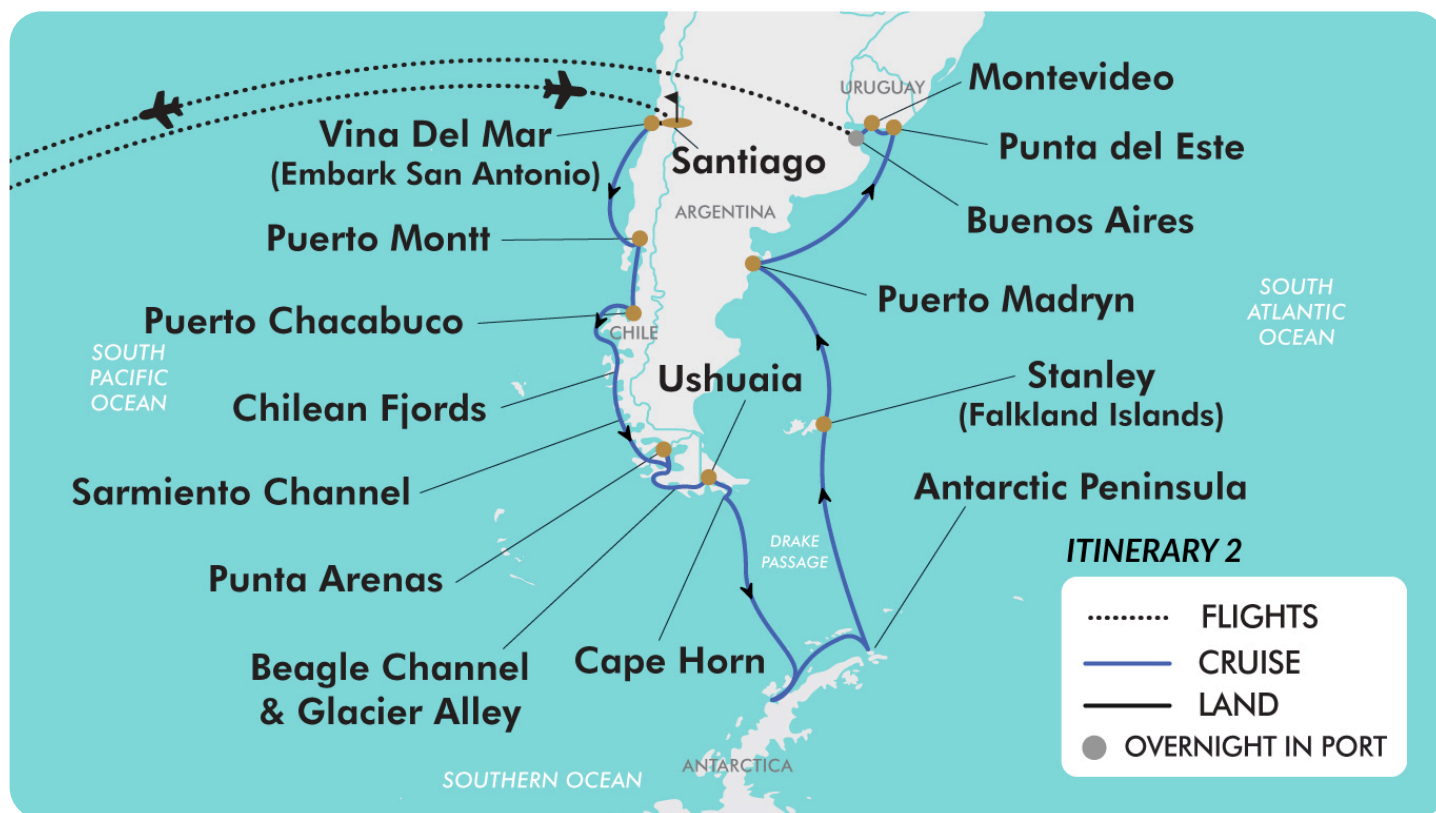 Montevideo
URUGUAY
Vina Del Mar
(Embark San Antonio)
Santiago
Punta del Este
ARGENTINA
Buenos Aires
Puerto Montt
Puerto Madryn
SOUTH
ATLANTIC
OCEAN
Puerto Chacabuco
CHILE
SOUTH
PACIFIC
OCEAN
Ushuaia
Stanley
(Falkland Islands)
Chilean Fjords
Sarmiento Channel
Antarctic Peninsula
DRAKE
PASSAGE
Punta Arenas
Beagle Channel
& Glacier Alley
Cape Horn
ITINERARY 2
FLIGHTS
CRUISE
LAND
OVERNIGHT IN PORT
ANTARCTICA
SOUTHERN OCEAN